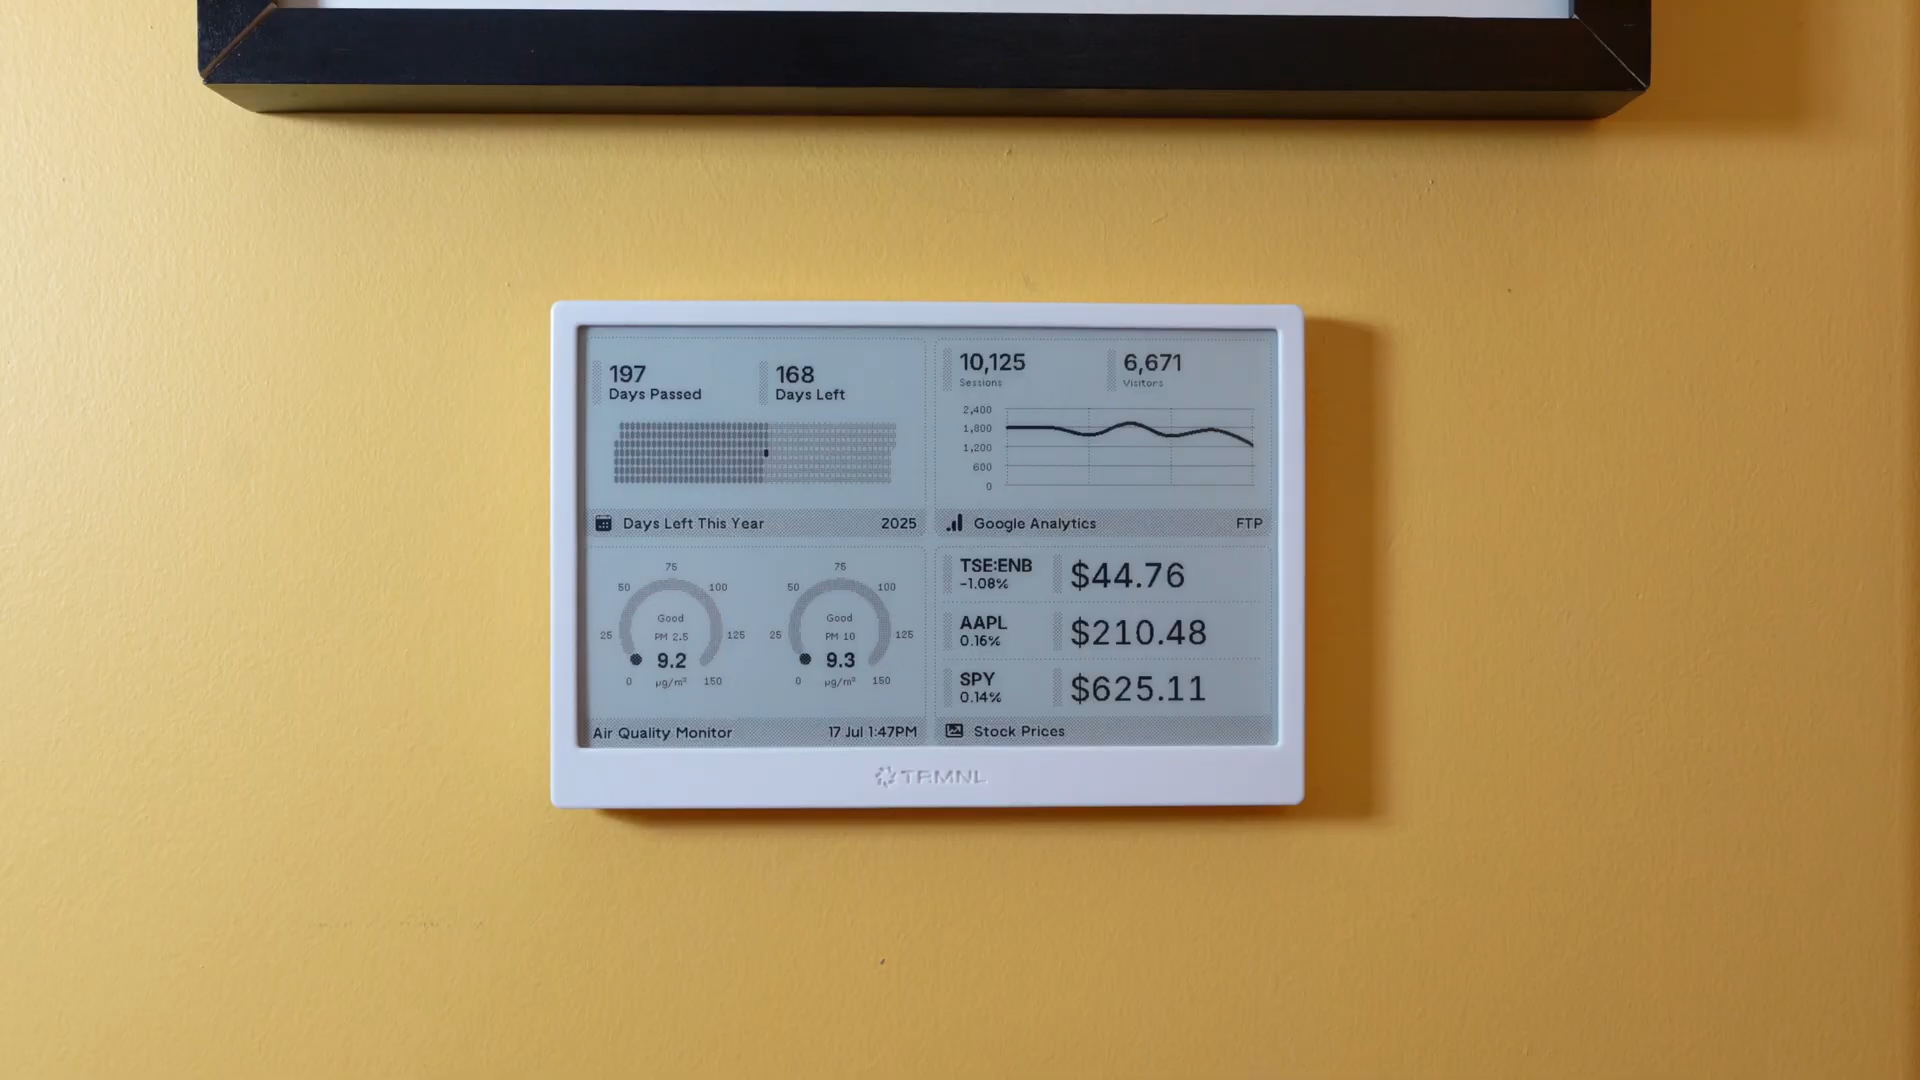 197
Days Passed
168
Days Left
Days Left This Year 2025
10,125
Sessions
6,671
Visitors
2,400
1,800
1,200
600
0
Google Analytics FTP
75
50 100
Good
25 PM 2.5 125
9.2
0 µg/m³ 150
75
50 100
Good
25 PM 10 125
9.3
0 µg/m³ 150
Air Quality Monitor 17 Jul 1:47PM
TSE:ENB
-1.08%
$44.76
AAPL
0.16%
$210.48
SPY
0.14%
$625.11
Stock Prices
TRMNL